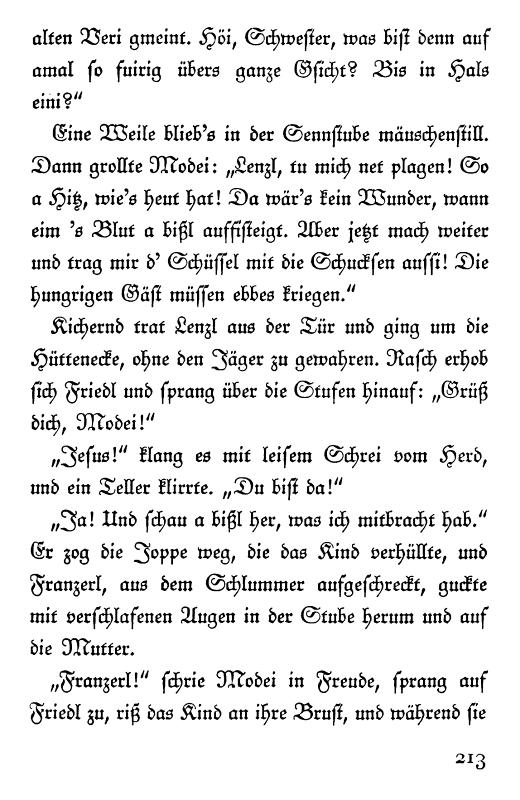 alten Veri gmeint. Höi, Schwester, was bist denn auf
amal so fuirig übers ganze Gsicht? Bis in Hals
eini?“
Eine Weile blieb's in der Sennstube mäuschenstill.
Dann grollte Modei: „Lenzl, tu mich net plagen! So
a Hitz, wie's heut hat! Da wär's kein Wunder, wann
eim 's Blut a bißl auffisteigt. Aber jetzt mach weiter
und trag mir d' Schüssel mit die Schucksen aussi! Die
hungrigen Gäst müssen ebbes kriegen.“
Kichernd trat Lenzl aus der Tür und ging um die
Hüttenecke, ohne den Jäger zu gewahren. Rasch erhob
sich Friedl und sprang über die Stufen hinauf: „Grüß
dich, Modei!“
„Jesus!“ klang es mit leisem Schrei vom Herd,
und ein Teller klirrte. „Du bist da!“
„Ja! Und schau a bißl her, was ich mitbracht hab.“
Er zog die Joppe weg, die das Kind verhüllte, und
Franzerl, aus dem Schlummer aufgeschreckt, guckte
mit verschlafenen Augen in der Stube herum und auf
die Mutter.
„Franzerl!“ schrie Modei in Freude, sprang auf
Friedl zu, riß das Kind an ihre Brust, und während sie
213